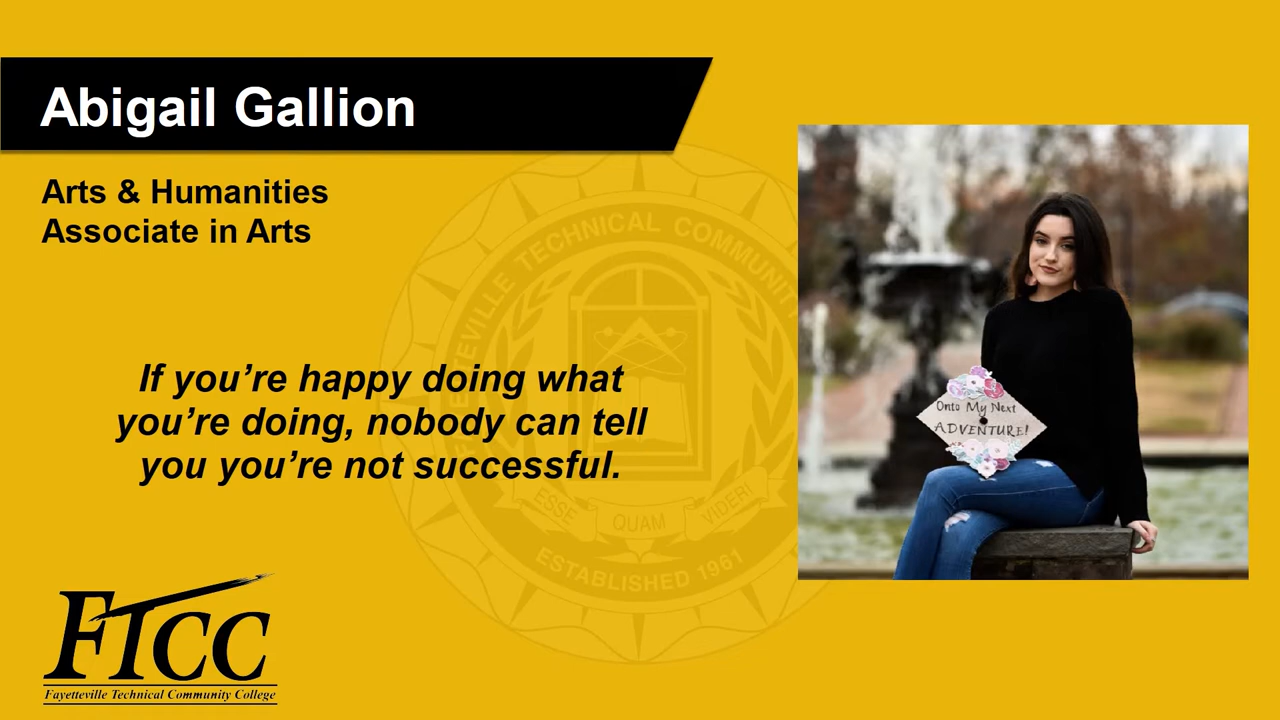 Abigail Gallion
Arts & Humanities
Associate in Arts
If you’re happy doing what
you’re doing, nobody can tell
you you’re not successful.
Onto My Next
ADVENTURE!
TECHNICAL COMMUNITY
ESSE QUAM VIDERI
ESTABLISHED 1961
FTCC
Fayetteville Technical Community College